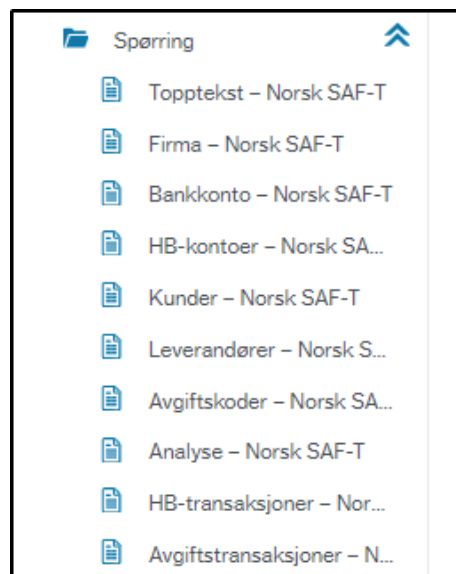 Spørring
Topptekst – Norsk SAF-T
Firma – Norsk SAF-T
Bankkonto – Norsk SAF-T
HB-kontoer – Norsk SA...
Kunder – Norsk SAF-T
Leverandører – Norsk S...
Avgiftskoder – Norsk SA...
Analyse – Norsk SAF-T
HB-transaksjoner – Nor...
Avgiftstransaksjoner – N...